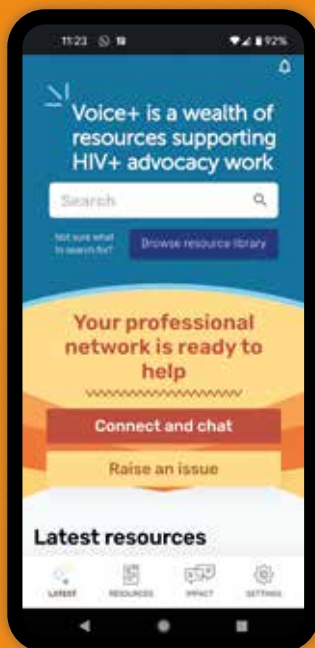 11:23 92%
Voice+ is a wealth of
resources supporting
HIV+ advocacy work
Search
Not sure what
to search for?
Browse resource library
Your professional
network is ready to
help
Connect and chat
Raise an issue
Latest resources
LATEST RESOURCES IMPACT SETTINGS